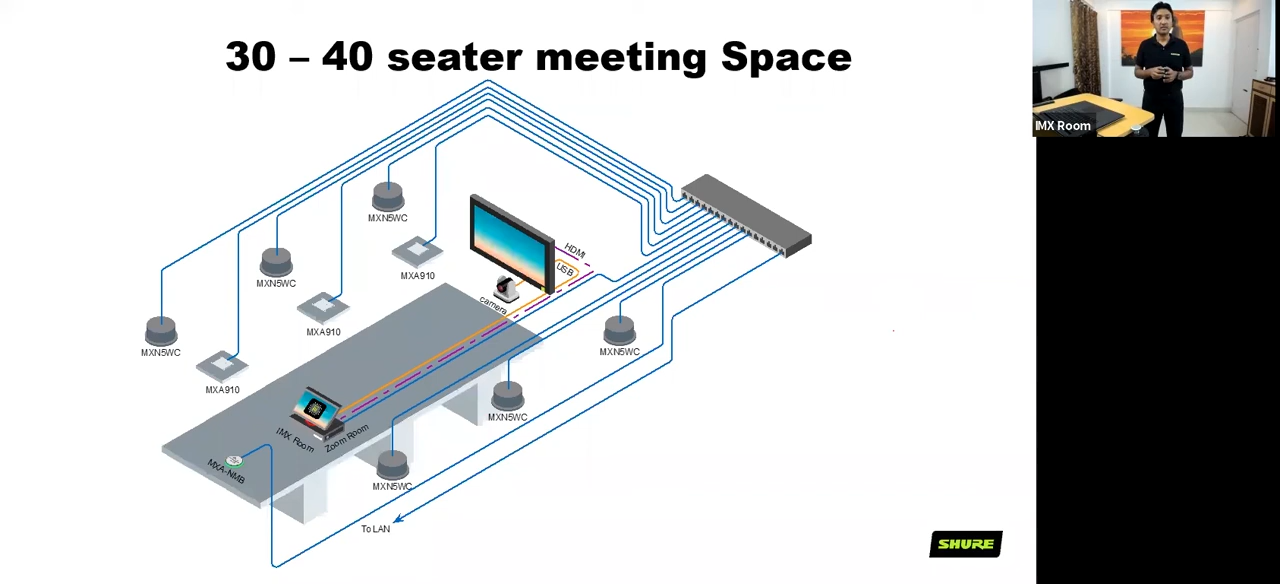 30 – 40 seater meeting Space
IMX Room
MXN5WC
MXN5WC
MXA910
HDMI
USB
MXN5WC
camera
MXA910
MXN5WC
MXN5WC
MXA910
MXN5WC
IMX Room
Zoom Room
MXA-NMB
MXN5WC
To LAN
SHURE